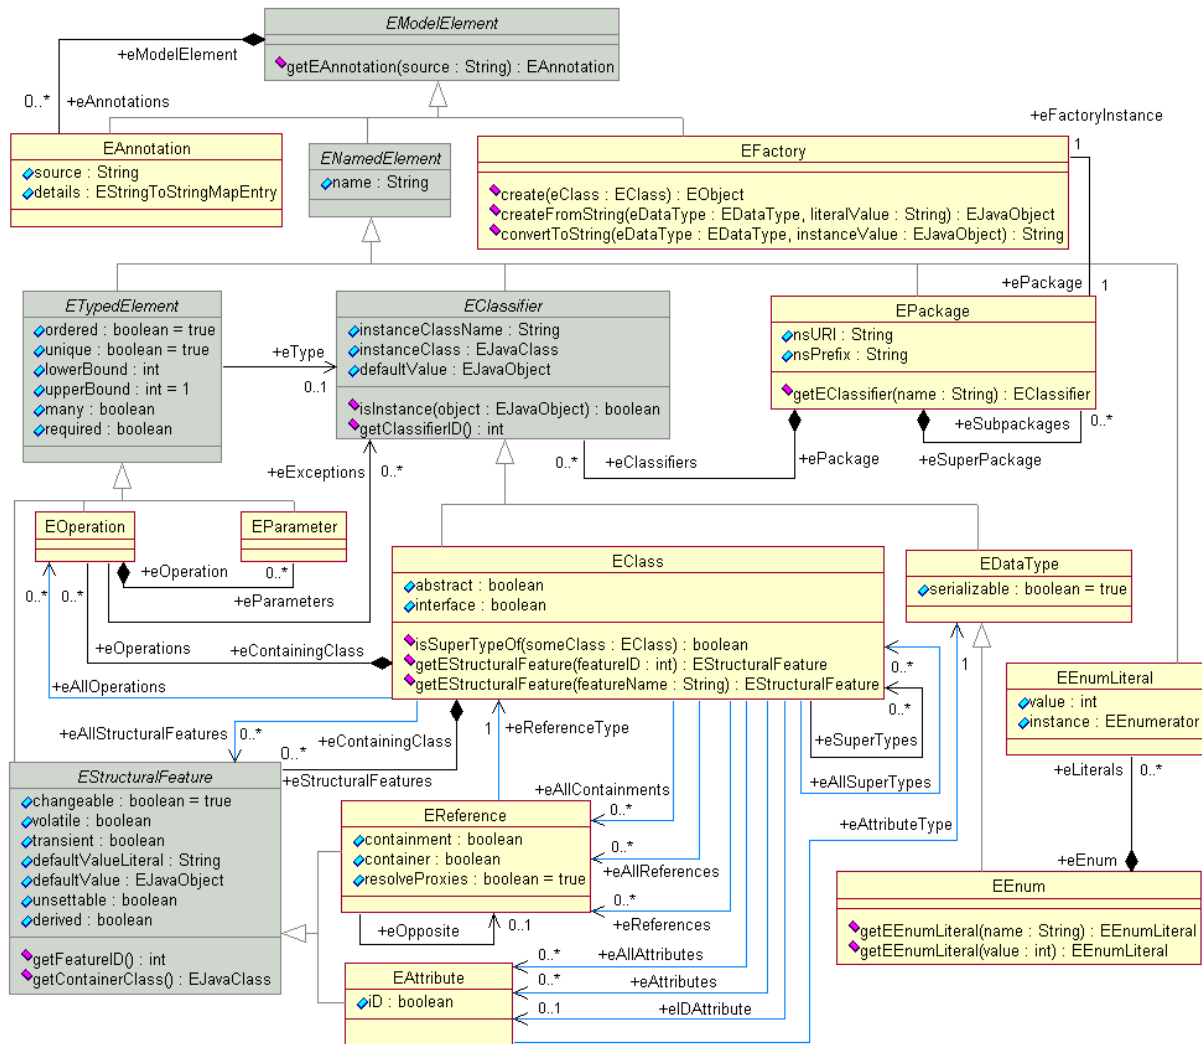 EModelElement
getEAnnotation(source : String) : EAnnotation
+eModelElement
0..*
+eAnnotations
+eFactoryInstance
1
EAnnotation
source : String
details : EStringToStringMapEntry
ENamedElement
name : String
EFactory
create(eClass : EClass) : EObject
createFromString(eDataType : EDataType, literalValue : String) : EJavaObject
convertToString(eDataType : EDataType, instanceValue : EJavaObject) : String
+ePackage
1
ETypedElement
ordered : boolean = true
unique : boolean = true
lowerBound : int
upperBound : int = 1
many : boolean
required : boolean
+eType
0..1
EClassifier
instanceClassName : String
instanceClass : EJavaClass
defaultValue : EJavaObject
isInstance(object : EJavaObject) : boolean
getClassifierID() : int
EPackage
nsURI : String
nsPrefix : String
getEClassifier(name : String) : EClassifier
+eSubpackages
0..*
+eSuperPackage
+eExceptions
0..*
0..*
+eClassifiers
+ePackage
EOperation
EParameter
+eOperation
0..*
+eParameters
0..*
0..*
+eOperations
+eContainingClass
+eAllOperations
EClass
abstract : boolean
interface : boolean
isSuperTypeOf(someClass : EClass) : boolean
getEStructuralFeature(featureID : int) : EStructuralFeature
getEStructuralFeature(featureName : String) : EStructuralFeature
EDataType
serializable : boolean = true
0..*
1
0..*
+eSuperTypes
+eAllSuperTypes
EEnumLiteral
value : int
instance : EEnumerator
+eLiterals
0..*
+eAllStructuralFeatures
0..*
+eContainingClass
0..*
+eStructuralFeatures
1
+eReferenceType
+eAllContainments
0..*
EStructuralFeature
changeable : boolean = true
volatile : boolean
transient : boolean
defaultValueLiteral : String
defaultValue : EJavaObject
unsettable : boolean
derived : boolean
getFeatureID() : int
getContainerClass() : EJavaClass
EReference
containment : boolean
container : boolean
resolveProxies : boolean = true
0..*
+eAllReferences
0..*
+eReferences
+eOpposite
0..1
+eAttributeType
+eEnum
EEnum
getEEnumLiteral(name : String) : EEnumLiteral
getEEnumLiteral(value : int) : EEnumLiteral
EAttribute
iD : boolean
0..*
+eAllAttributes
0..*
+eAttributes
0..1
+eIDAttribute